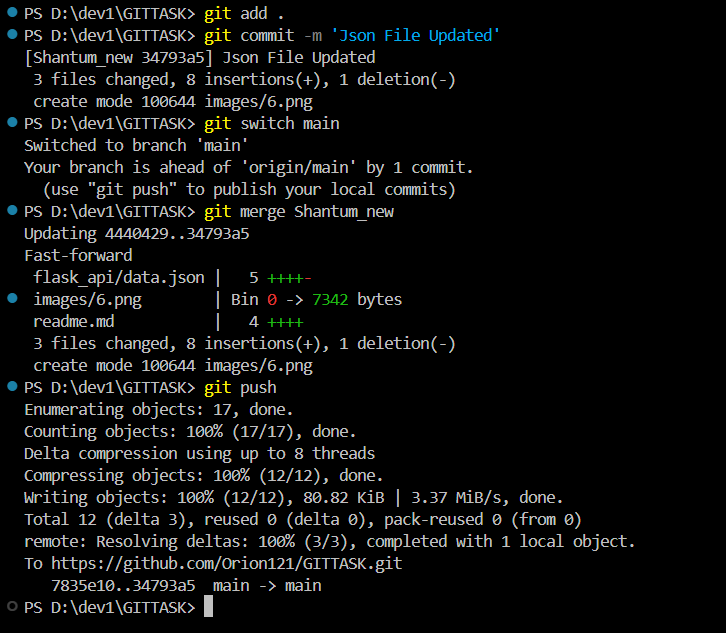 PS D:\dev1\GITTASK> git add .
PS D:\dev1\GITTASK> git commit -m 'Json File Updated'
[Shantum_new 34793a5] Json File Updated
 3 files changed, 8 insertions(+), 1 deletion(-)
 create mode 100644 images/6.png
PS D:\dev1\GITTASK> git switch main
Switched to branch 'main'
Your branch is ahead of 'origin/main' by 1 commit.
  (use "git push" to publish your local commits)
PS D:\dev1\GITTASK> git merge Shantum_new
Updating 4440429..34793a5
Fast-forward
 flask_api/data.json |   5 ++++-
 images/6.png        | Bin 0 -> 7342 bytes
 readme.md           |   4 ++++
 3 files changed, 8 insertions(+), 1 deletion(-)
 create mode 100644 images/6.png
PS D:\dev1\GITTASK> git push
Enumerating objects: 17, done.
Counting objects: 100% (17/17), done.
Delta compression using up to 8 threads
Compressing objects: 100% (12/12), done.
Writing objects: 100% (12/12), 80.82 KiB | 3.37 MiB/s, done.
Total 12 (delta 3), reused 0 (delta 0), pack-reused 0 (from 0)
remote: Resolving deltas: 100% (3/3), completed with 1 local object.
To https://github.com/Orion121/GITTASK.git
   7835e10..34793a5  main -> main
PS D:\dev1\GITTASK>